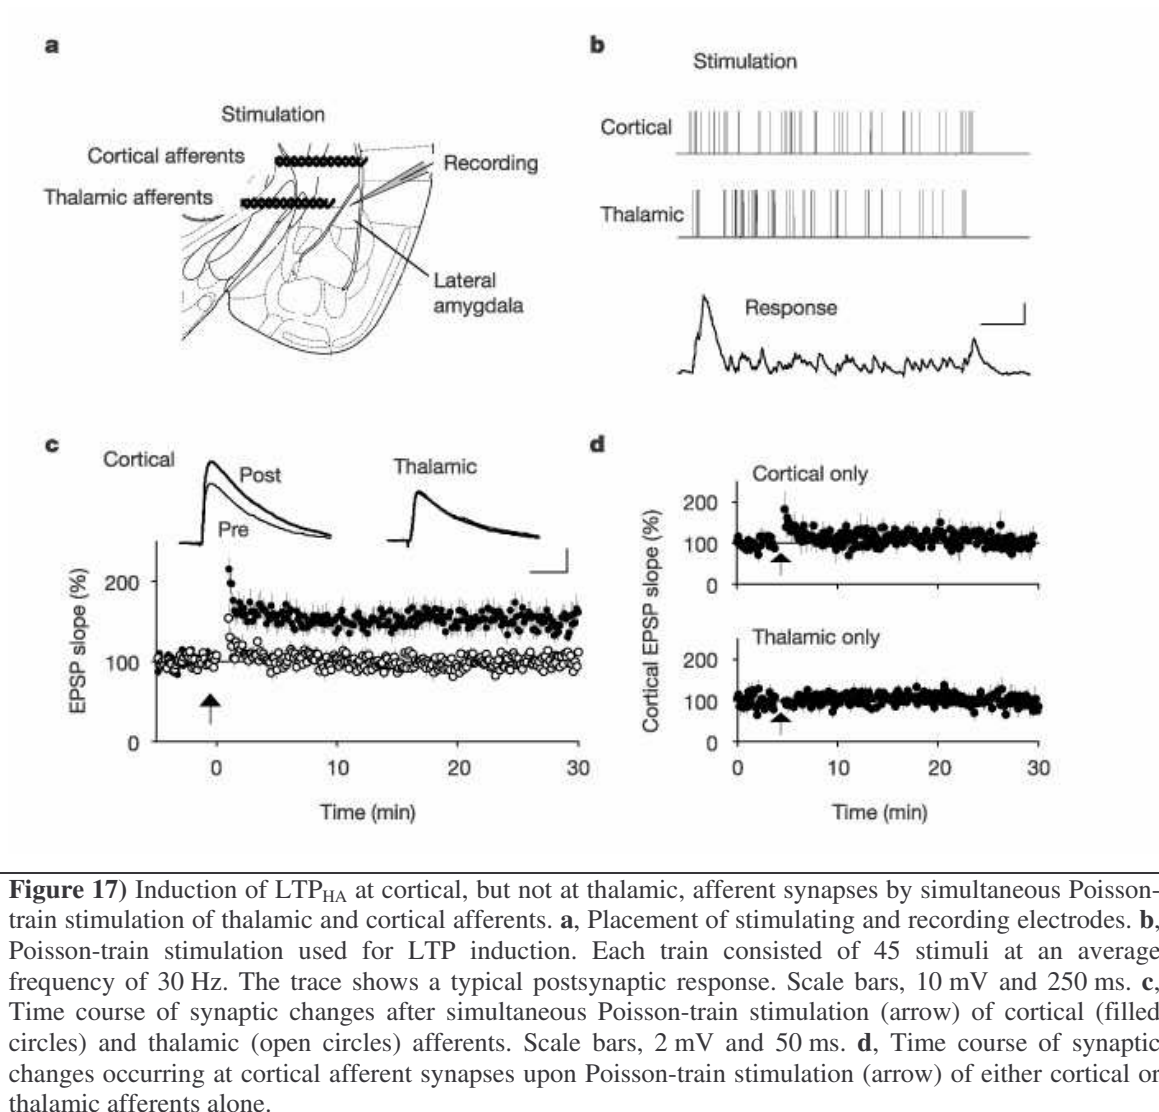 a
Stimulation
Cortical afferents
Thalamic afferents
Recording
Lateral
amygdala
b
Stimulation
Cortical
Thalamic
Response
c
Cortical
Post
Pre
Thalamic
EPSP slope (%)
200
100
0
0 10 20 30
Time (min)
d
Cortical only
Cortical EPSP slope (%)
200
100
0
Thalamic only
200
100
0
0 10 20 30
Time (min)
Figure 17) Induction of LTPHA at cortical, but not at thalamic, afferent synapses by simultaneous Poisson-
train stimulation of thalamic and cortical afferents. a, Placement of stimulating and recording electrodes. b,
Poisson-train stimulation used for LTP induction. Each train consisted of 45 stimuli at an average
frequency of 30 Hz. The trace shows a typical postsynaptic response. Scale bars, 10 mV and 250 ms. c,
Time course of synaptic changes after simultaneous Poisson-train stimulation (arrow) of cortical (filled
circles) and thalamic (open circles) afferents. Scale bars, 2 mV and 50 ms. d, Time course of synaptic
changes occurring at cortical afferent synapses upon Poisson-train stimulation (arrow) of either cortical or
thalamic afferents alone.